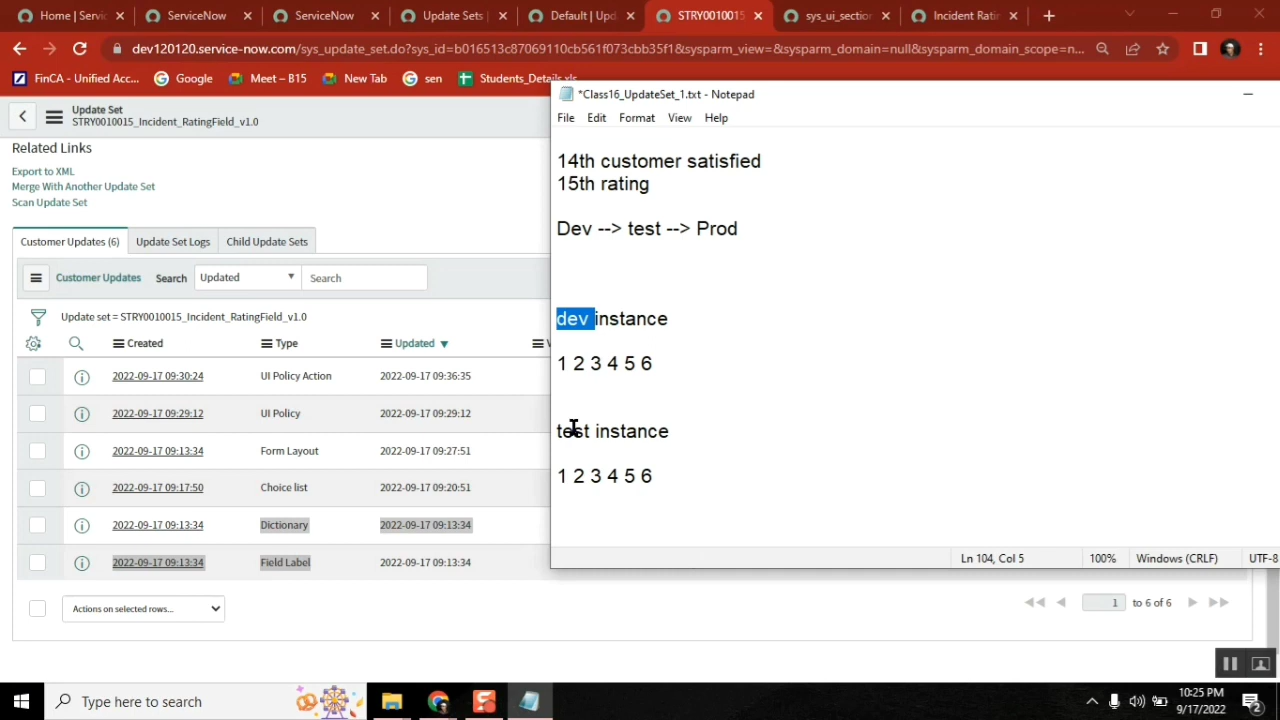 Home | Servic
ServiceNow
ServiceNow
Update Sets |
Default | Upd
STRY0010015
sys_ui_section
Incident Ratin
dev120120.service-now.com/sys_update_set.do?sys_id=b016513c87069110cb561f073cbb35f1&sysparm_view=&sysparm_domain=null&sysparm_domain_scope=n...
FinCA - Unified Acc...
Google
Meet – B15
New Tab
sen
Students_Details.xls
Update Set
STRY0010015_Incident_RatingField_v1.0
Related Links
Export to XML
Merge With Another Update Set
Scan Update Set
Customer Updates (6)
Update Set Logs
Child Update Sets
Customer Updates
Search
Updated
Search
Update set = STRY0010015_Incident_RatingField_v1.0
Created
Type
Updated
2022-09-17 09:30:24 UI Policy Action 2022-09-17 09:36:35
2022-09-17 09:29:12 UI Policy 2022-09-17 09:29:12
2022-09-17 09:13:34 Form Layout 2022-09-17 09:27:51
2022-09-17 09:17:50 Choice list 2022-09-17 09:20:51
2022-09-17 09:13:34 Dictionary 2022-09-17 09:13:34
2022-09-17 09:13:34 Field Label 2022-09-17 09:13:34
Actions on selected rows...
1 to 6 of 6
*Class16_UpdateSet_1.txt - Notepad
File Edit Format View Help
14th customer satisfied
15th rating
Dev --> test --> Prod
dev instance
1 2 3 4 5 6
test instance
1 2 3 4 5 6
Ln 104, Col 5
100%
Windows (CRLF)
UTF-8
Type here to search
10:25 PM
9/17/2022
2